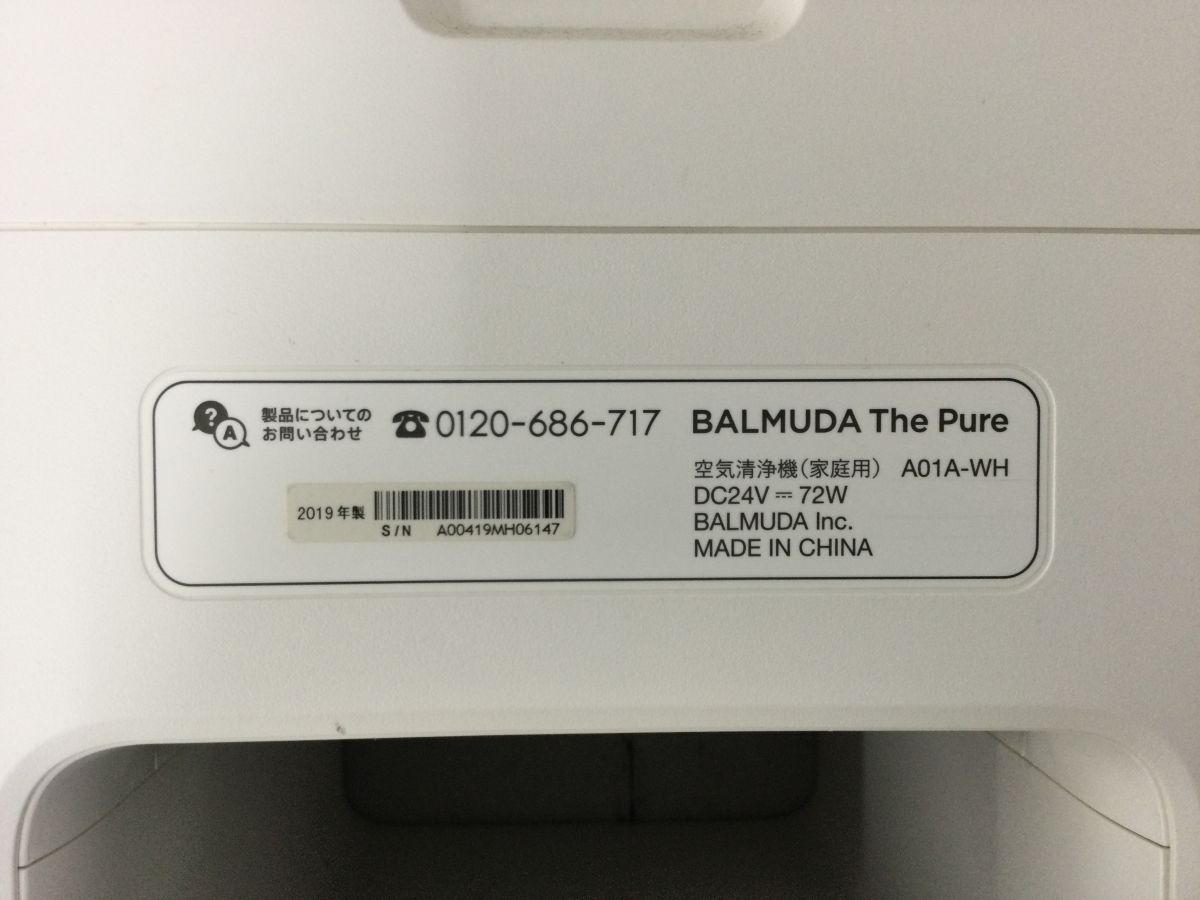 ? A
製品についての
お問い合わせ
☎0120-686-717
2019年製
S/N A00419MH06147
BALMUDA The Pure
空気清浄機(家庭用) A01A-WH
DC24V ⎓ 72W
BALMUDA Inc.
MADE IN CHINA